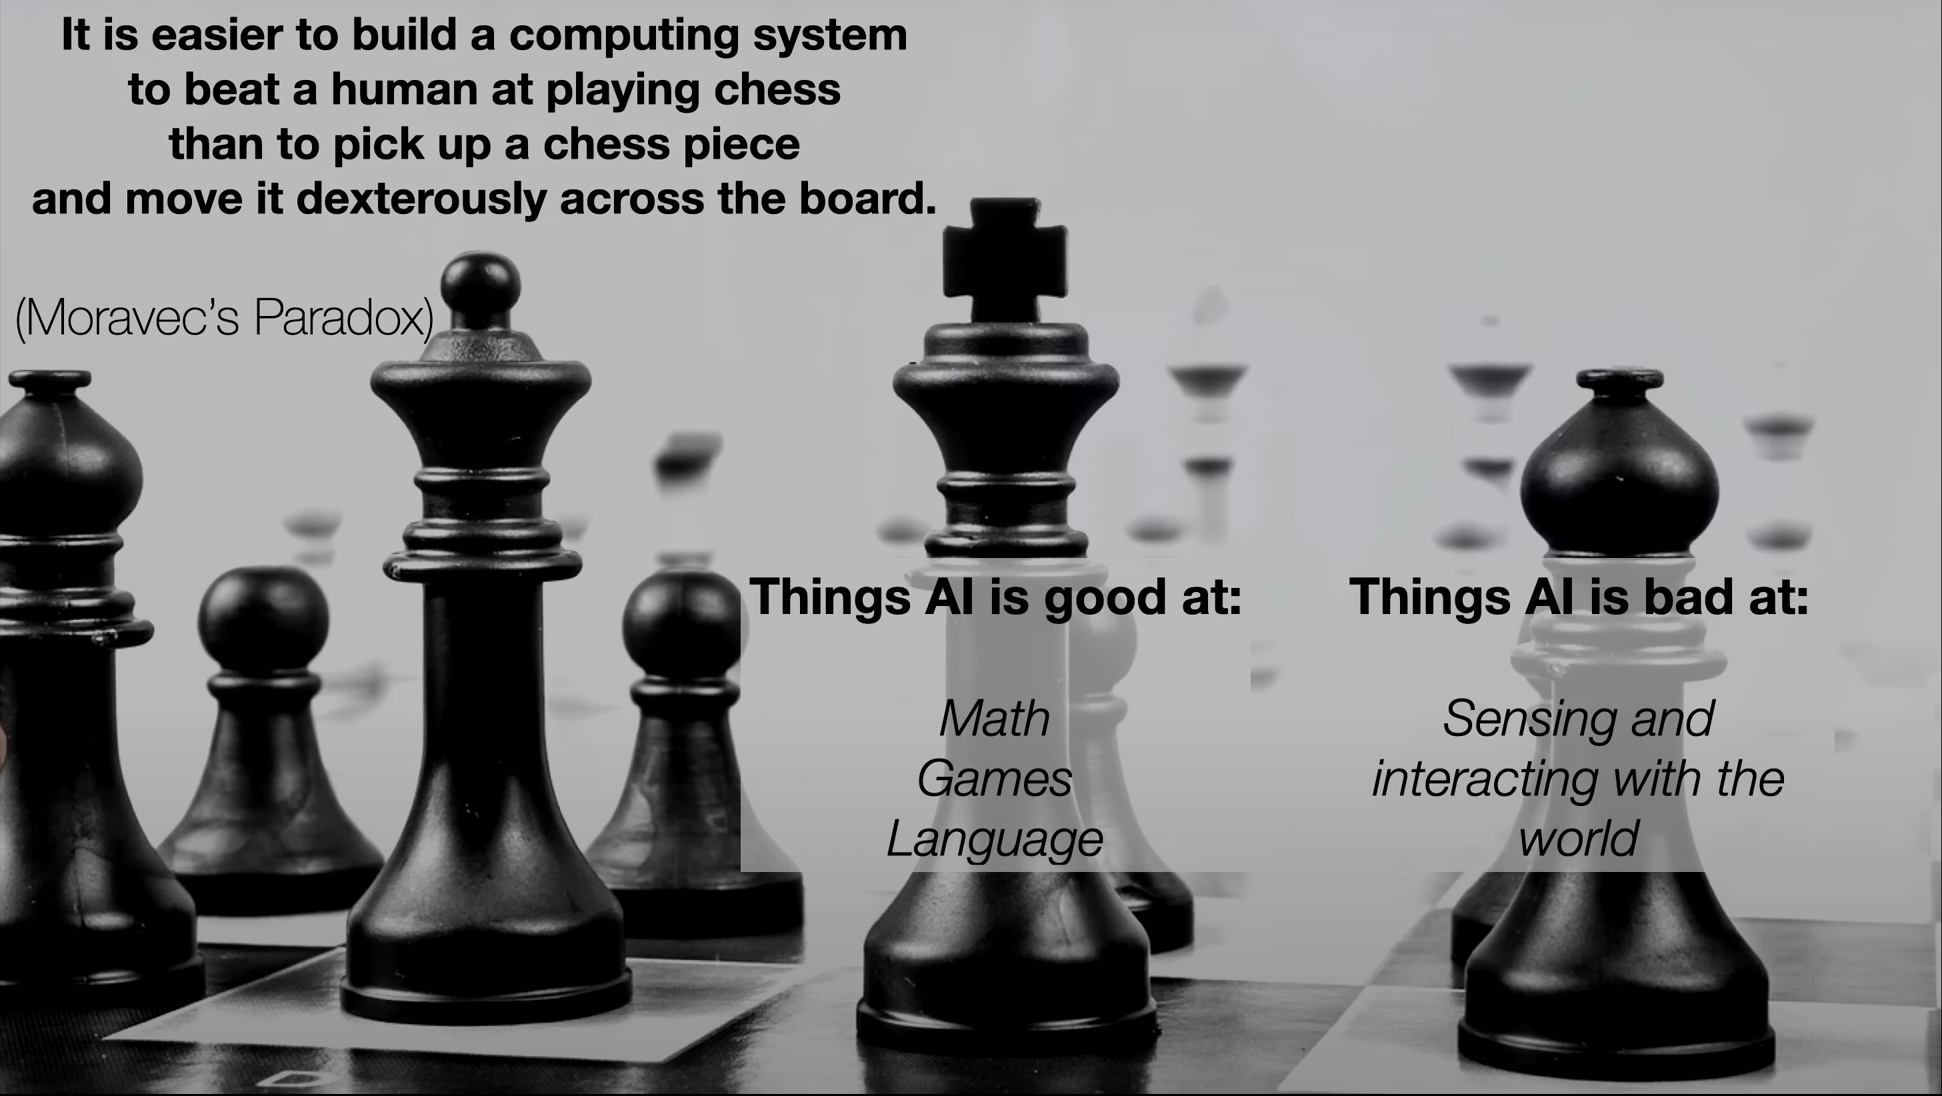 It is easier to build a computing system
to beat a human at playing chess
than to pick up a chess piece
and move it dexterously across the board.
(Moravec’s Paradox)
Things AI is good at:
Math
Games
Language
Things AI is bad at:
Sensing and
interacting with the
world
D